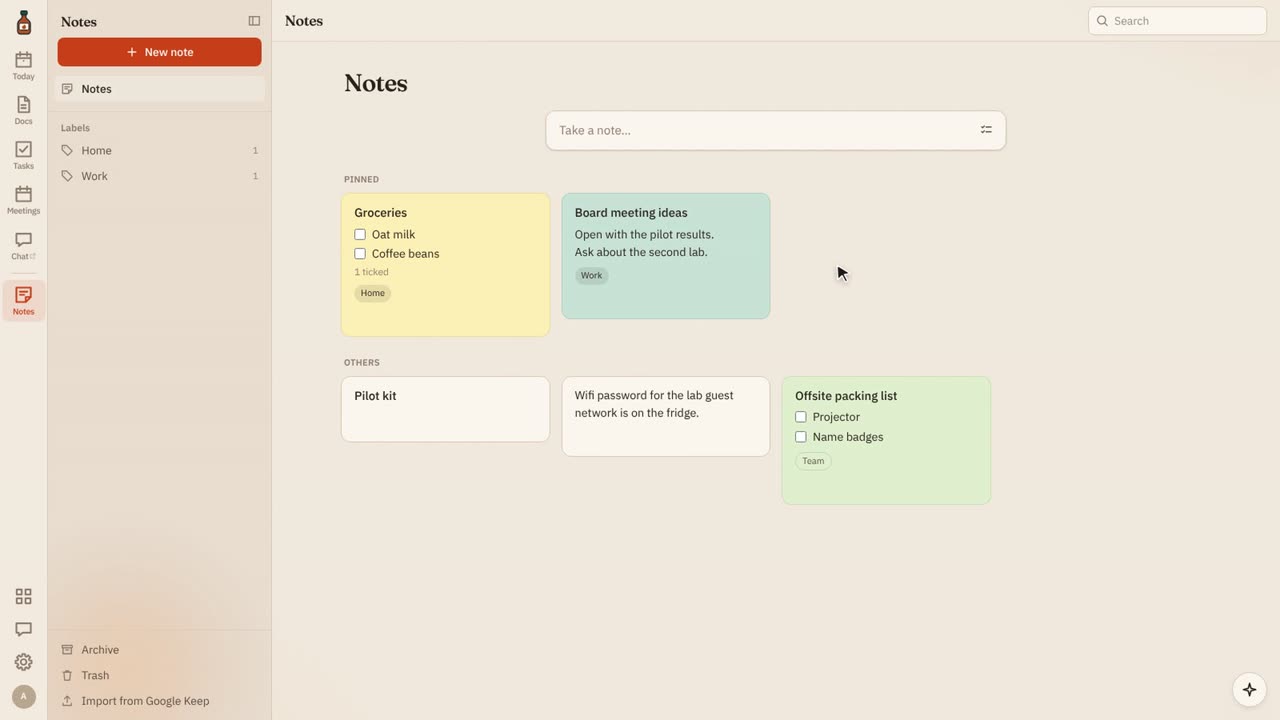 Today
Docs
Tasks
Meetings
Chat
Notes
A
Notes
New note
Notes
Labels
Home 1
Work 1
Archive
Trash
Import from Google Keep
Notes
Search
Notes
Take a note...
PINNED
Groceries
Oat milk
Coffee beans
1 ticked
Home
Board meeting ideas
Open with the pilot results.
Ask about the second lab.
Work
OTHERS
Pilot kit
Wifi password for the lab guest
network is on the fridge.
Offsite packing list
Projector
Name badges
Team